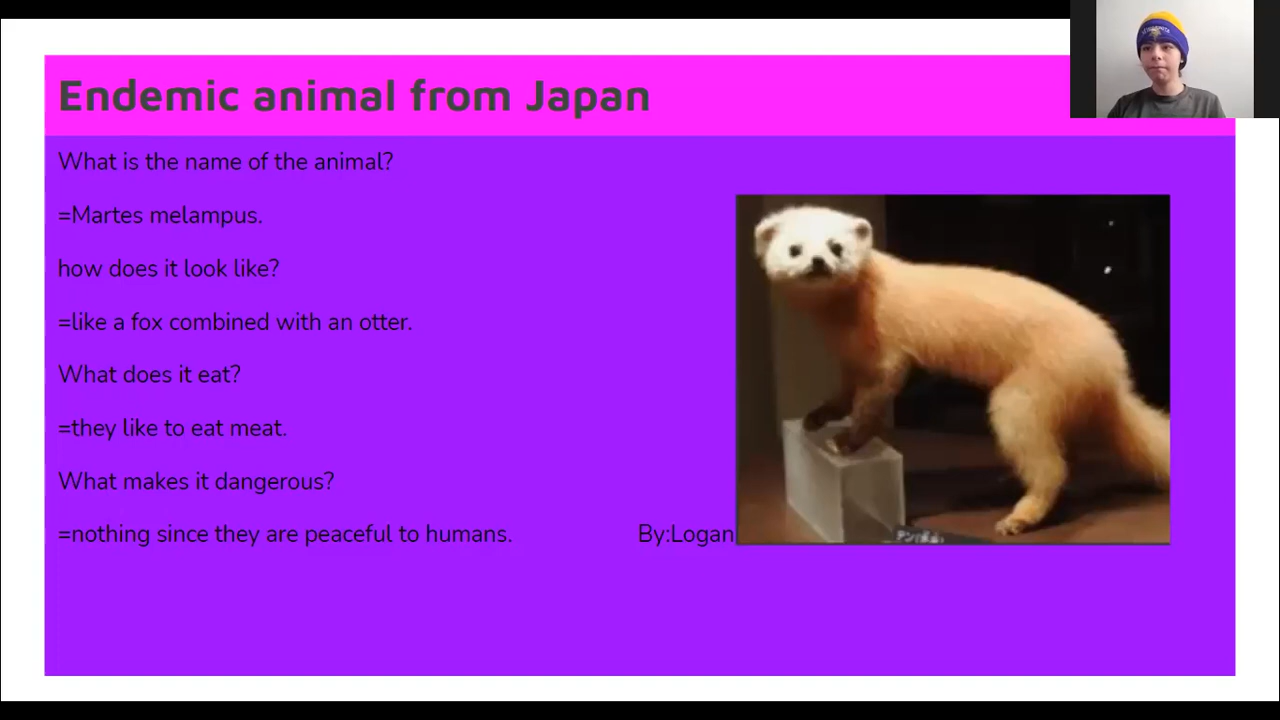 Endemic animal from Japan
What is the name of the animal?
=Martes melampus.
how does it look like?
=like a fox combined with an otter.
What does it eat?
=they like to eat meat.
What makes it dangerous?
=nothing since they are peaceful to humans.
By:Logan